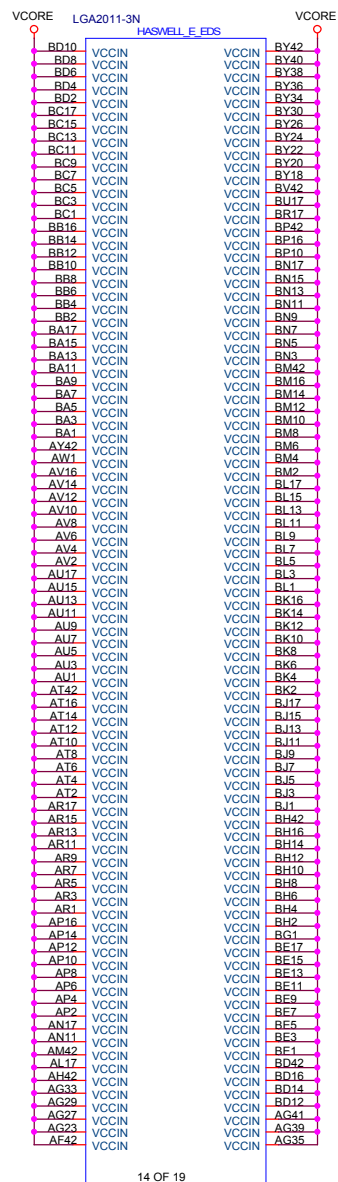 VCORE LGA2011-3N VCORE
HASWELL_E_EDS
BD10 VCCIN VCCIN BY42
BD8 VCCIN VCCIN BY40
BD6 VCCIN VCCIN BY38
BD4 VCCIN VCCIN BY36
BD2 VCCIN VCCIN BY34
BC17 VCCIN VCCIN BY30
BC15 VCCIN VCCIN BY26
BC13 VCCIN VCCIN BY24
BC11 VCCIN VCCIN BY22
BC9 VCCIN VCCIN BY20
BC7 VCCIN VCCIN BY18
BC5 VCCIN VCCIN BV42
BC3 VCCIN VCCIN BU17
BC1 VCCIN VCCIN BR17
BB16 VCCIN VCCIN BP42
BB14 VCCIN VCCIN BP16
BB12 VCCIN VCCIN BP10
BB10 VCCIN VCCIN BN17
BB8 VCCIN VCCIN BN15
BB6 VCCIN VCCIN BN13
BB4 VCCIN VCCIN BN11
BB2 VCCIN VCCIN BN9
BA17 VCCIN VCCIN BN7
BA15 VCCIN VCCIN BN5
BA13 VCCIN VCCIN BN3
BA11 VCCIN VCCIN BM42
BA9 VCCIN VCCIN BM16
BA7 VCCIN VCCIN BM14
BA5 VCCIN VCCIN BM12
BA3 VCCIN VCCIN BM10
BA1 VCCIN VCCIN BM8
AY42 VCCIN VCCIN BM6
AW1 VCCIN VCCIN BM4
AV16 VCCIN VCCIN BM2
AV14 VCCIN VCCIN BL17
AV12 VCCIN VCCIN BL15
AV10 VCCIN VCCIN BL13
AV8 VCCIN VCCIN BL11
AV6 VCCIN VCCIN BL9
AV4 VCCIN VCCIN BL7
AV2 VCCIN VCCIN BL5
AU17 VCCIN VCCIN BL3
AU15 VCCIN VCCIN BL1
AU13 VCCIN VCCIN BK16
AU11 VCCIN VCCIN BK14
AU9 VCCIN VCCIN BK12
AU7 VCCIN VCCIN BK10
AU5 VCCIN VCCIN BK8
AU3 VCCIN VCCIN BK6
AU1 VCCIN VCCIN BK4
AT42 VCCIN VCCIN BK2
AT16 VCCIN VCCIN BJ17
AT14 VCCIN VCCIN BJ15
AT12 VCCIN VCCIN BJ13
AT10 VCCIN VCCIN BJ11
AT8 VCCIN VCCIN BJ9
AT6 VCCIN VCCIN BJ7
AT4 VCCIN VCCIN BJ5
AT2 VCCIN VCCIN BJ3
AR17 VCCIN VCCIN BJ1
AR15 VCCIN VCCIN BH42
AR13 VCCIN VCCIN BH16
AR11 VCCIN VCCIN BH14
AR9 VCCIN VCCIN BH12
AR7 VCCIN VCCIN BH10
AR5 VCCIN VCCIN BH8
AR3 VCCIN VCCIN BH6
AR1 VCCIN VCCIN BH4
AP16 VCCIN VCCIN BH2
AP14 VCCIN VCCIN BG1
AP12 VCCIN VCCIN BE17
AP10 VCCIN VCCIN BE15
AP8 VCCIN VCCIN BE13
AP6 VCCIN VCCIN BE11
AP4 VCCIN VCCIN BE9
AP2 VCCIN VCCIN BE7
AN17 VCCIN VCCIN BE5
AN11 VCCIN VCCIN BE3
AM42 VCCIN VCCIN BE1
AL17 VCCIN VCCIN BD42
AH42 VCCIN VCCIN BD16
AG33 VCCIN VCCIN BD14
AG29 VCCIN VCCIN BD12
AG27 VCCIN VCCIN AG41
AG23 VCCIN VCCIN AG39
AF42 VCCIN VCCIN AG35
14 OF 19